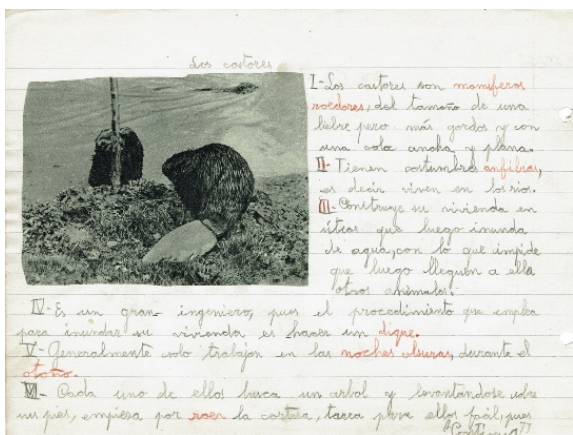 Los castores
I-Los castores son mamíferos
roedores, del tamaño de una
liebre pero más gordos y con
una cola ancha y plana.
II-Tienen costumbres anfibias,
es decir viven en los rios.
III-Construye su vivienda en
sitios que luego inunda
de agua, con lo que impide
que luego lleguen a ella
otros animales.
IV-Es un gran ingeniero, pues el procedimiento que emplea
para inundar su vivienda es hacer un dique.
V-Generalmente solo trabajan en las noches obscuras, durante el
otoño.
VI-Cada uno de ellos busca un arbol y levantándose sobre
sus pies, empieza por roer la corteza, tarea para ellos fácil, pues